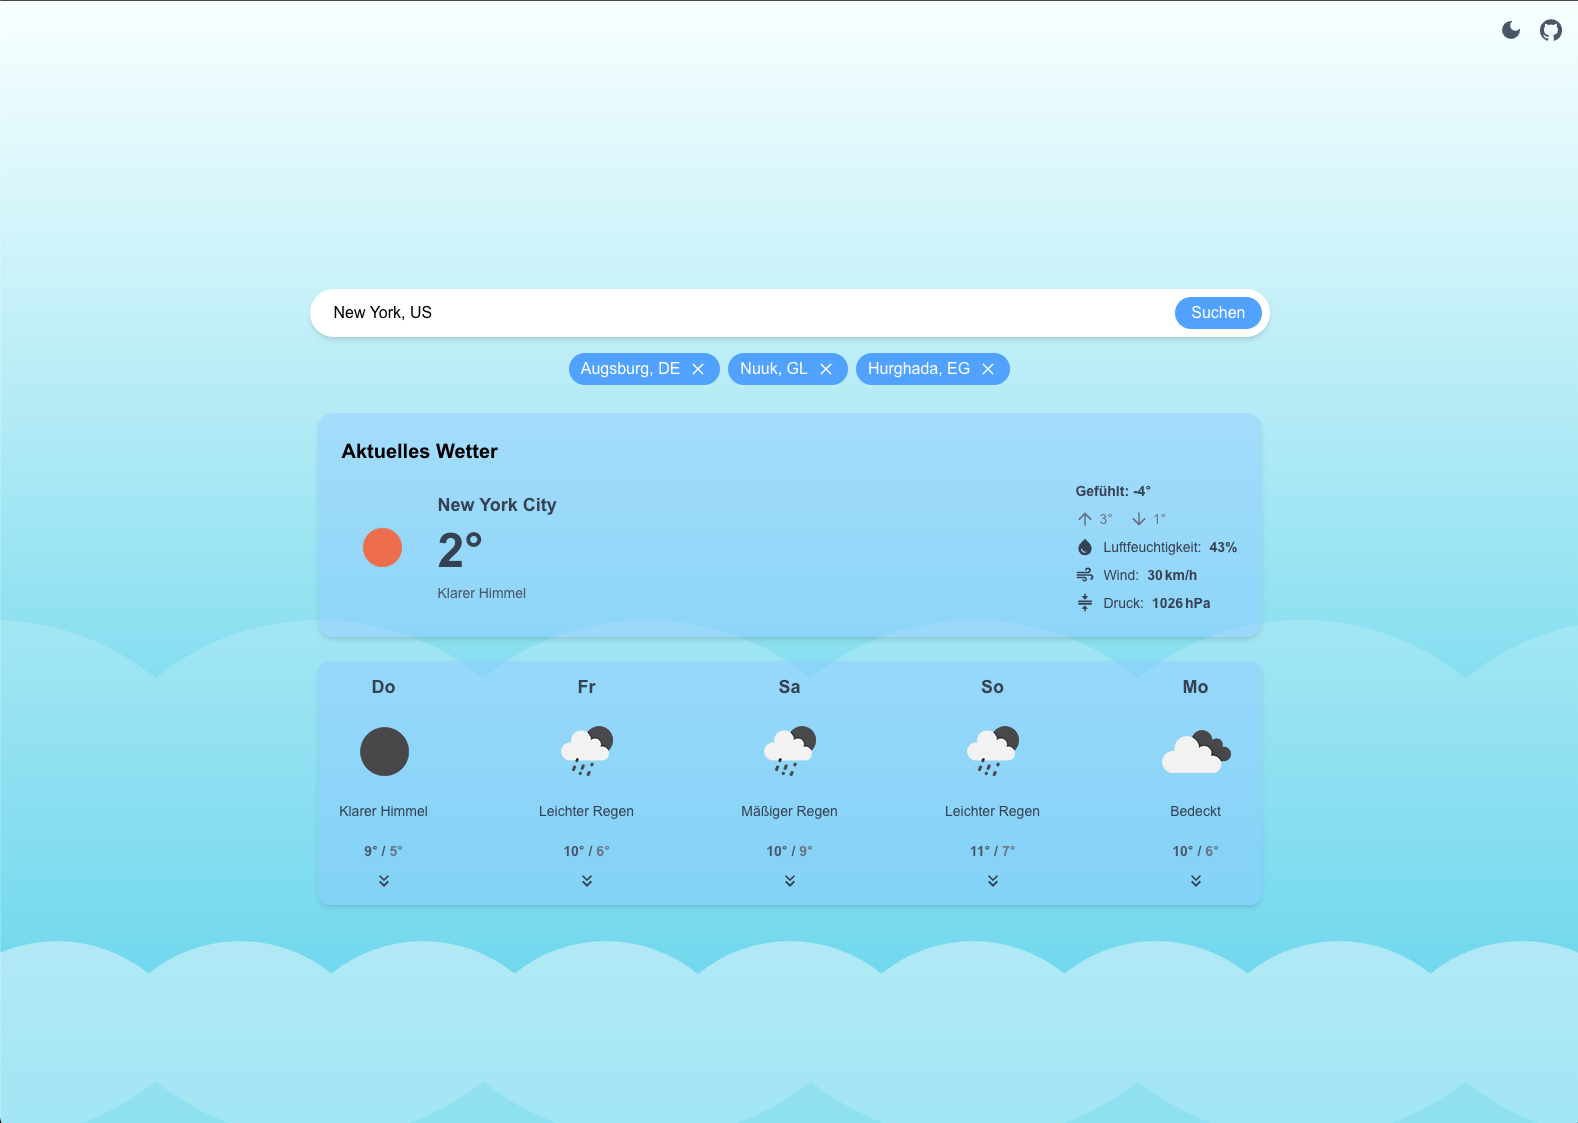 New York, US
Suchen
Augsburg, DE
Nuuk, GL
Hurghada, EG
Aktuelles Wetter
New York City
2°
Klarer Himmel
Gefühlt: -4°
3° 1°
Luftfeuchtigkeit: 43%
Wind: 30 km/h
Druck: 1026 hPa
Do
Klarer Himmel
9° / 5°
Fr
Leichter Regen
10° / 6°
Sa
Mäßiger Regen
10° / 9°
So
Leichter Regen
11° / 7°
Mo
Bedeckt
10° / 6°